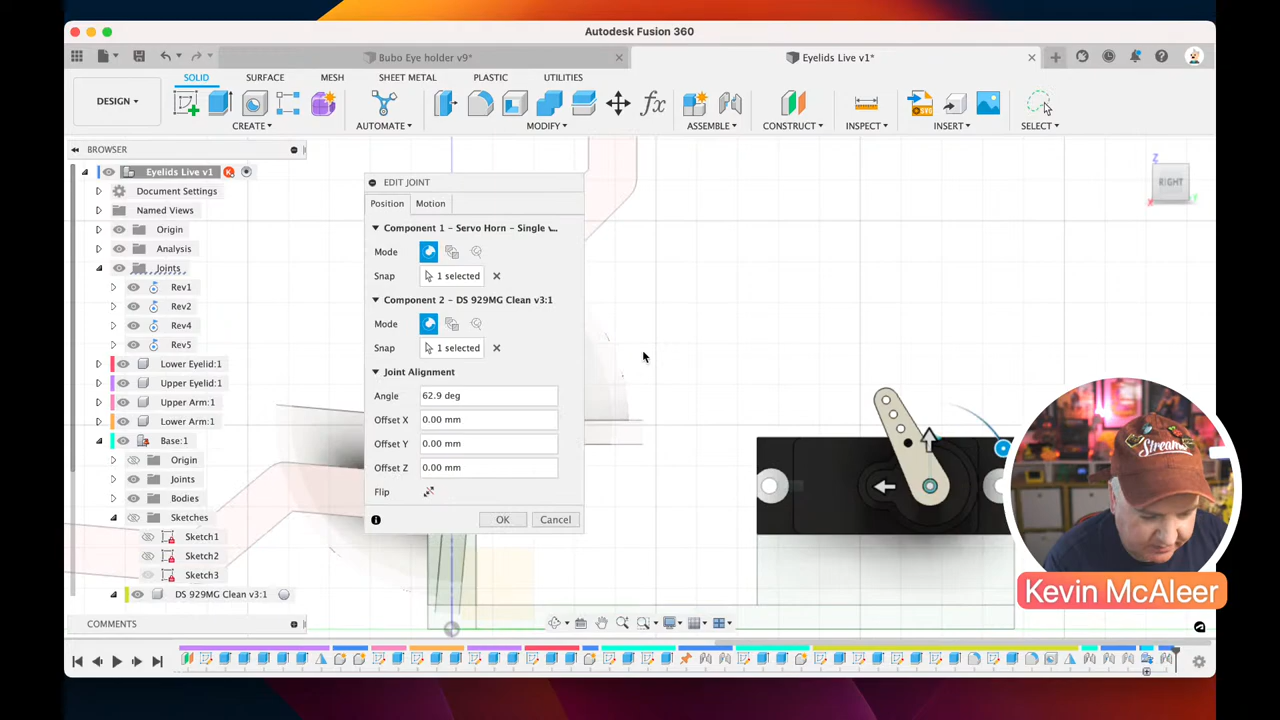 Autodesk Fusion 360
Bubo Eye holder v9*
Eyelids Live v1*
DESIGN
SOLID
SURFACE
MESH
SHEET METAL
PLASTIC
UTILITIES
CREATE
AUTOMATE
MODIFY
ASSEMBLE
CONSTRUCT
INSPECT
INSERT
SELECT
BROWSER
Eyelids Live v1
K
Document Settings
Named Views
Origin
Analysis
Joints
Rev1
Rev2
Rev4
Rev5
Lower Eyelid:1
Upper Eyelid:1
Upper Arm:1
Lower Arm:1
Base:1
Origin
Joints
Bodies
Sketches
Sketch1
Sketch2
Sketch3
DS 929MG Clean v3:1
COMMENTS
EDIT JOINT
Position
Motion
Component 1 - Servo Horn - Single v...
Mode
Snap
1 selected
Component 2 - DS 929MG Clean v3:1
Mode
Snap
1 selected
Joint Alignment
Angle
62.9 deg
Offset X
0.00 mm
Offset Y
0.00 mm
Offset Z
0.00 mm
Flip
OK
Cancel
Z
RIGHT
X
Y
Streams
Kevin McAleer